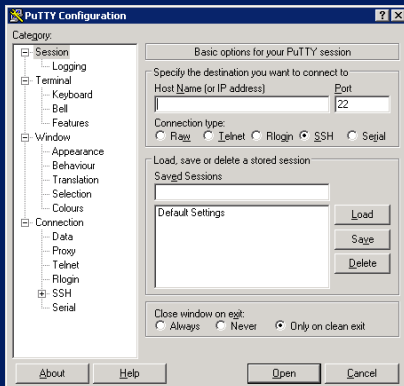 PuTTY Configuration
Category:
Session
Logging
Terminal
Keyboard
Bell
Features
Window
Appearance
Behaviour
Translation
Selection
Colours
Connection
Data
Proxy
Telnet
Rlogin
SSH
Serial
Basic options for your PuTTY session
Specify the destination you want to connect to
Host Name (or IP address) Port
22
Connection type:
Raw Telnet Rlogin SSH Serial
Load, save or delete a stored session
Saved Sessions
Default Settings
Load
Save
Delete
Close window on exit:
Always Never Only on clean exit
About Help Open Cancel